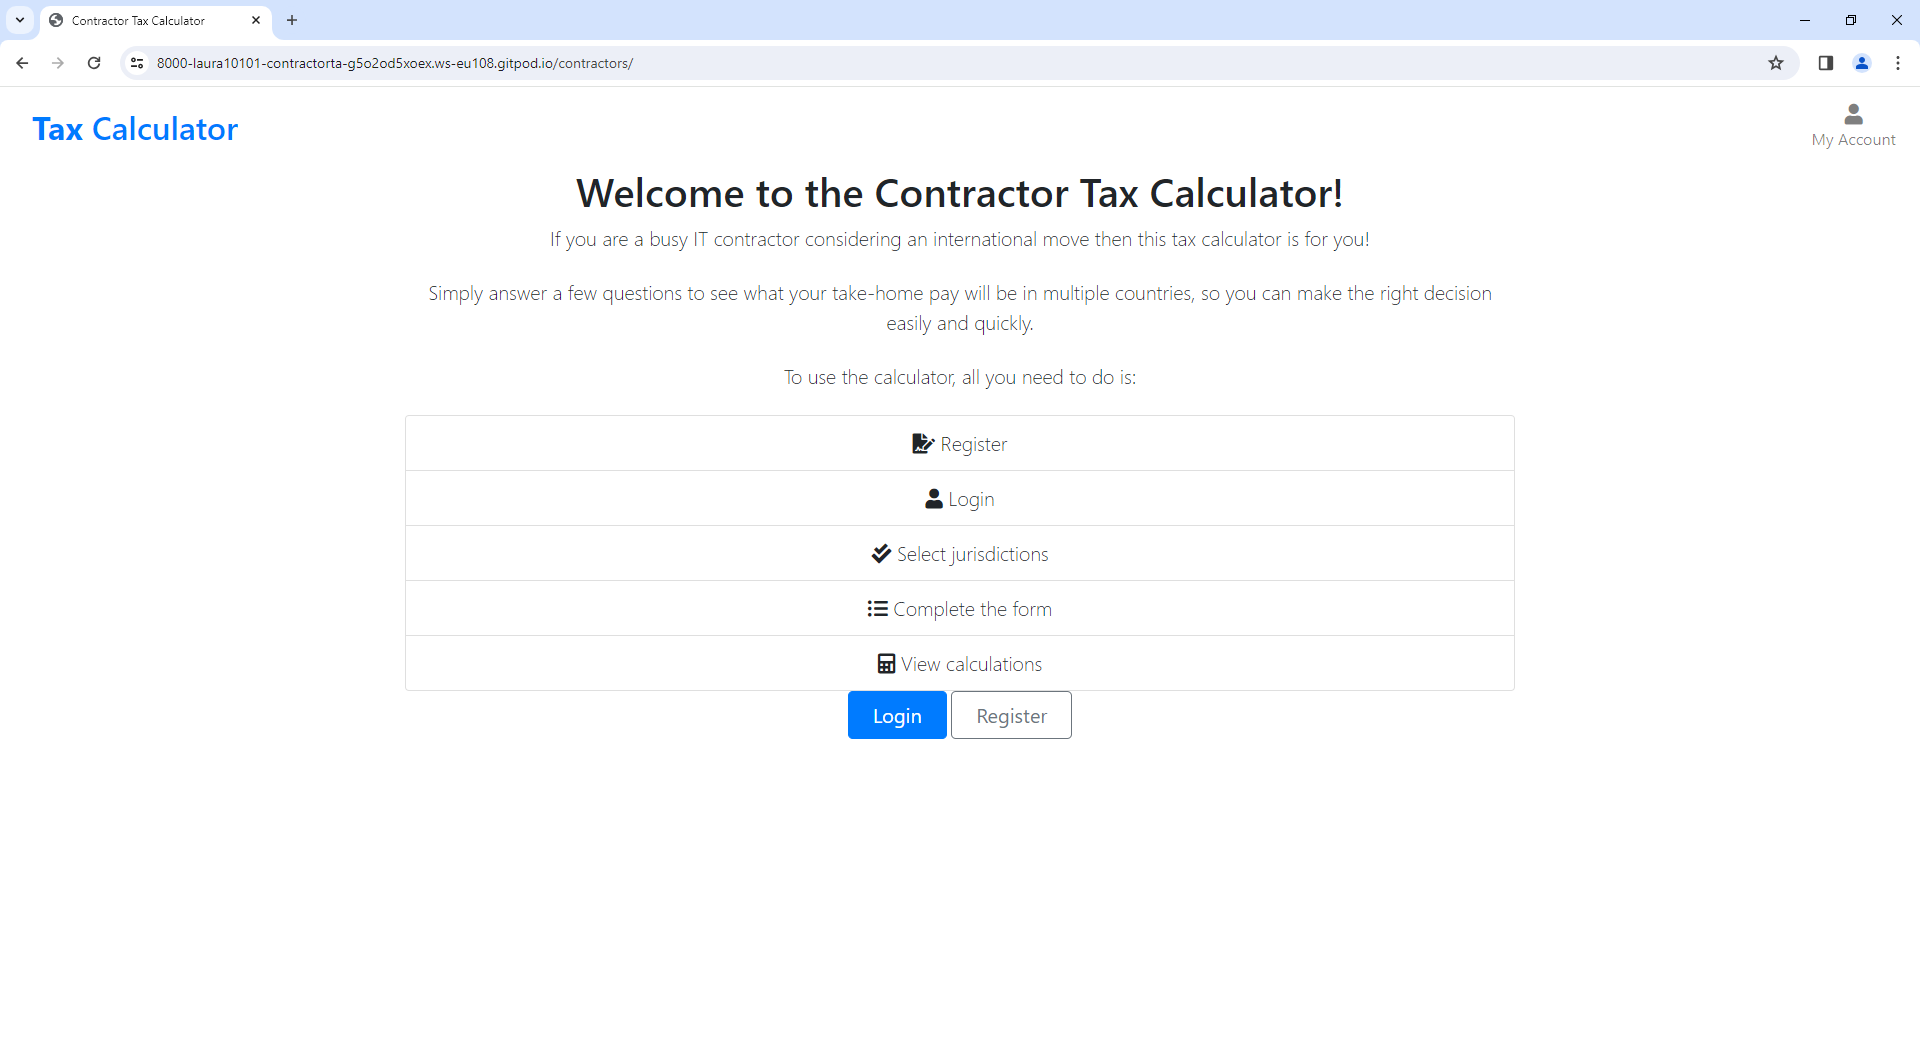 Contractor Tax Calculator
8000-laura10101-contractorta-g5o2od5xoex.ws-eu108.gitpod.io/contractors/
Tax Calculator
My Account
Welcome to the Contractor Tax Calculator!
If you are a busy IT contractor considering an international move then this tax calculator is for you!
Simply answer a few questions to see what your take-home pay will be in multiple countries, so you can make the right decision
easily and quickly.
To use the calculator, all you need to do is:
Register
Login
Select jurisdictions
Complete the form
View calculations
Login Register